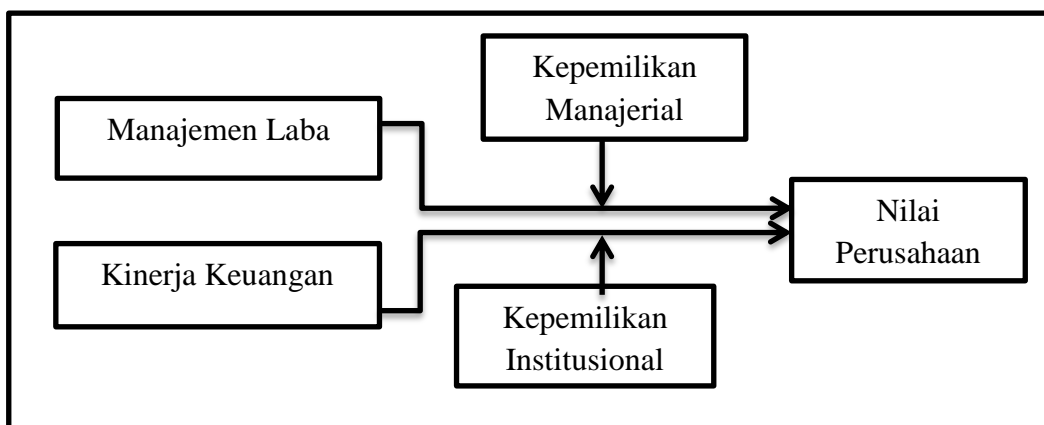 Kepemilikan
Manajerial
Manajemen Laba
Nilai
Perusahaan
Kinerja Keuangan
Kepemilikan
Institusional